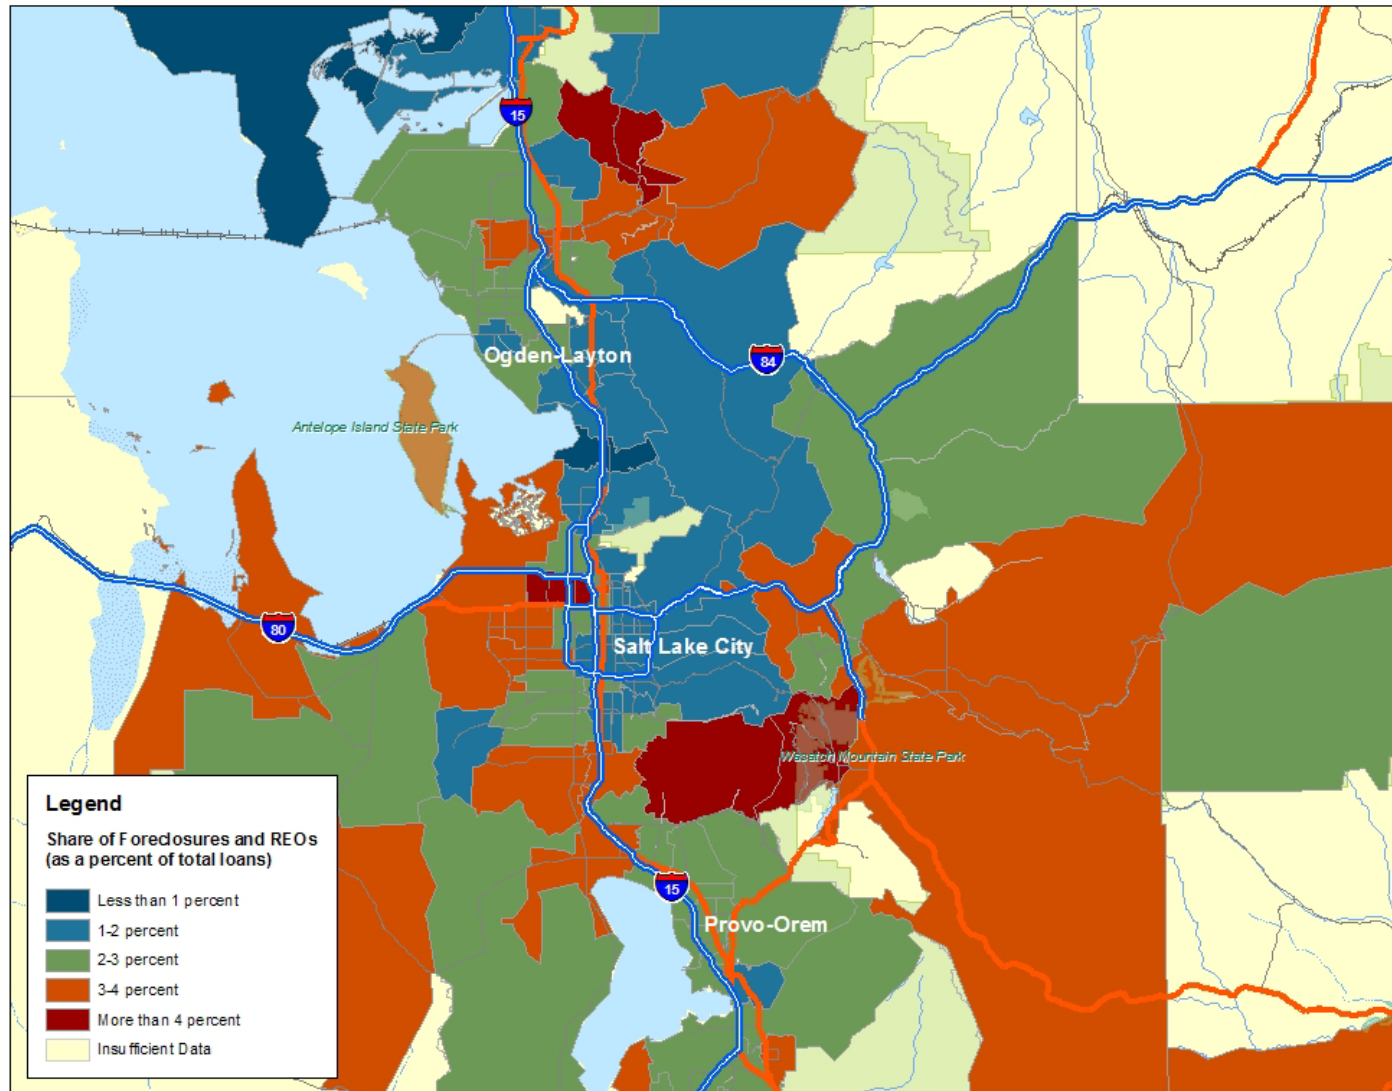 15
Ogden-Layton
84
Antelope Island State Park
80
Salt Lake City
Wasatch Mountain State Park
15
Provo-Orem
Legend
Share of Foreclosures and REOs
(as a percent of total loans)
Less than 1 percent
1-2 percent
2-3 percent
3-4 percent
More than 4 percent
Insufficient Data